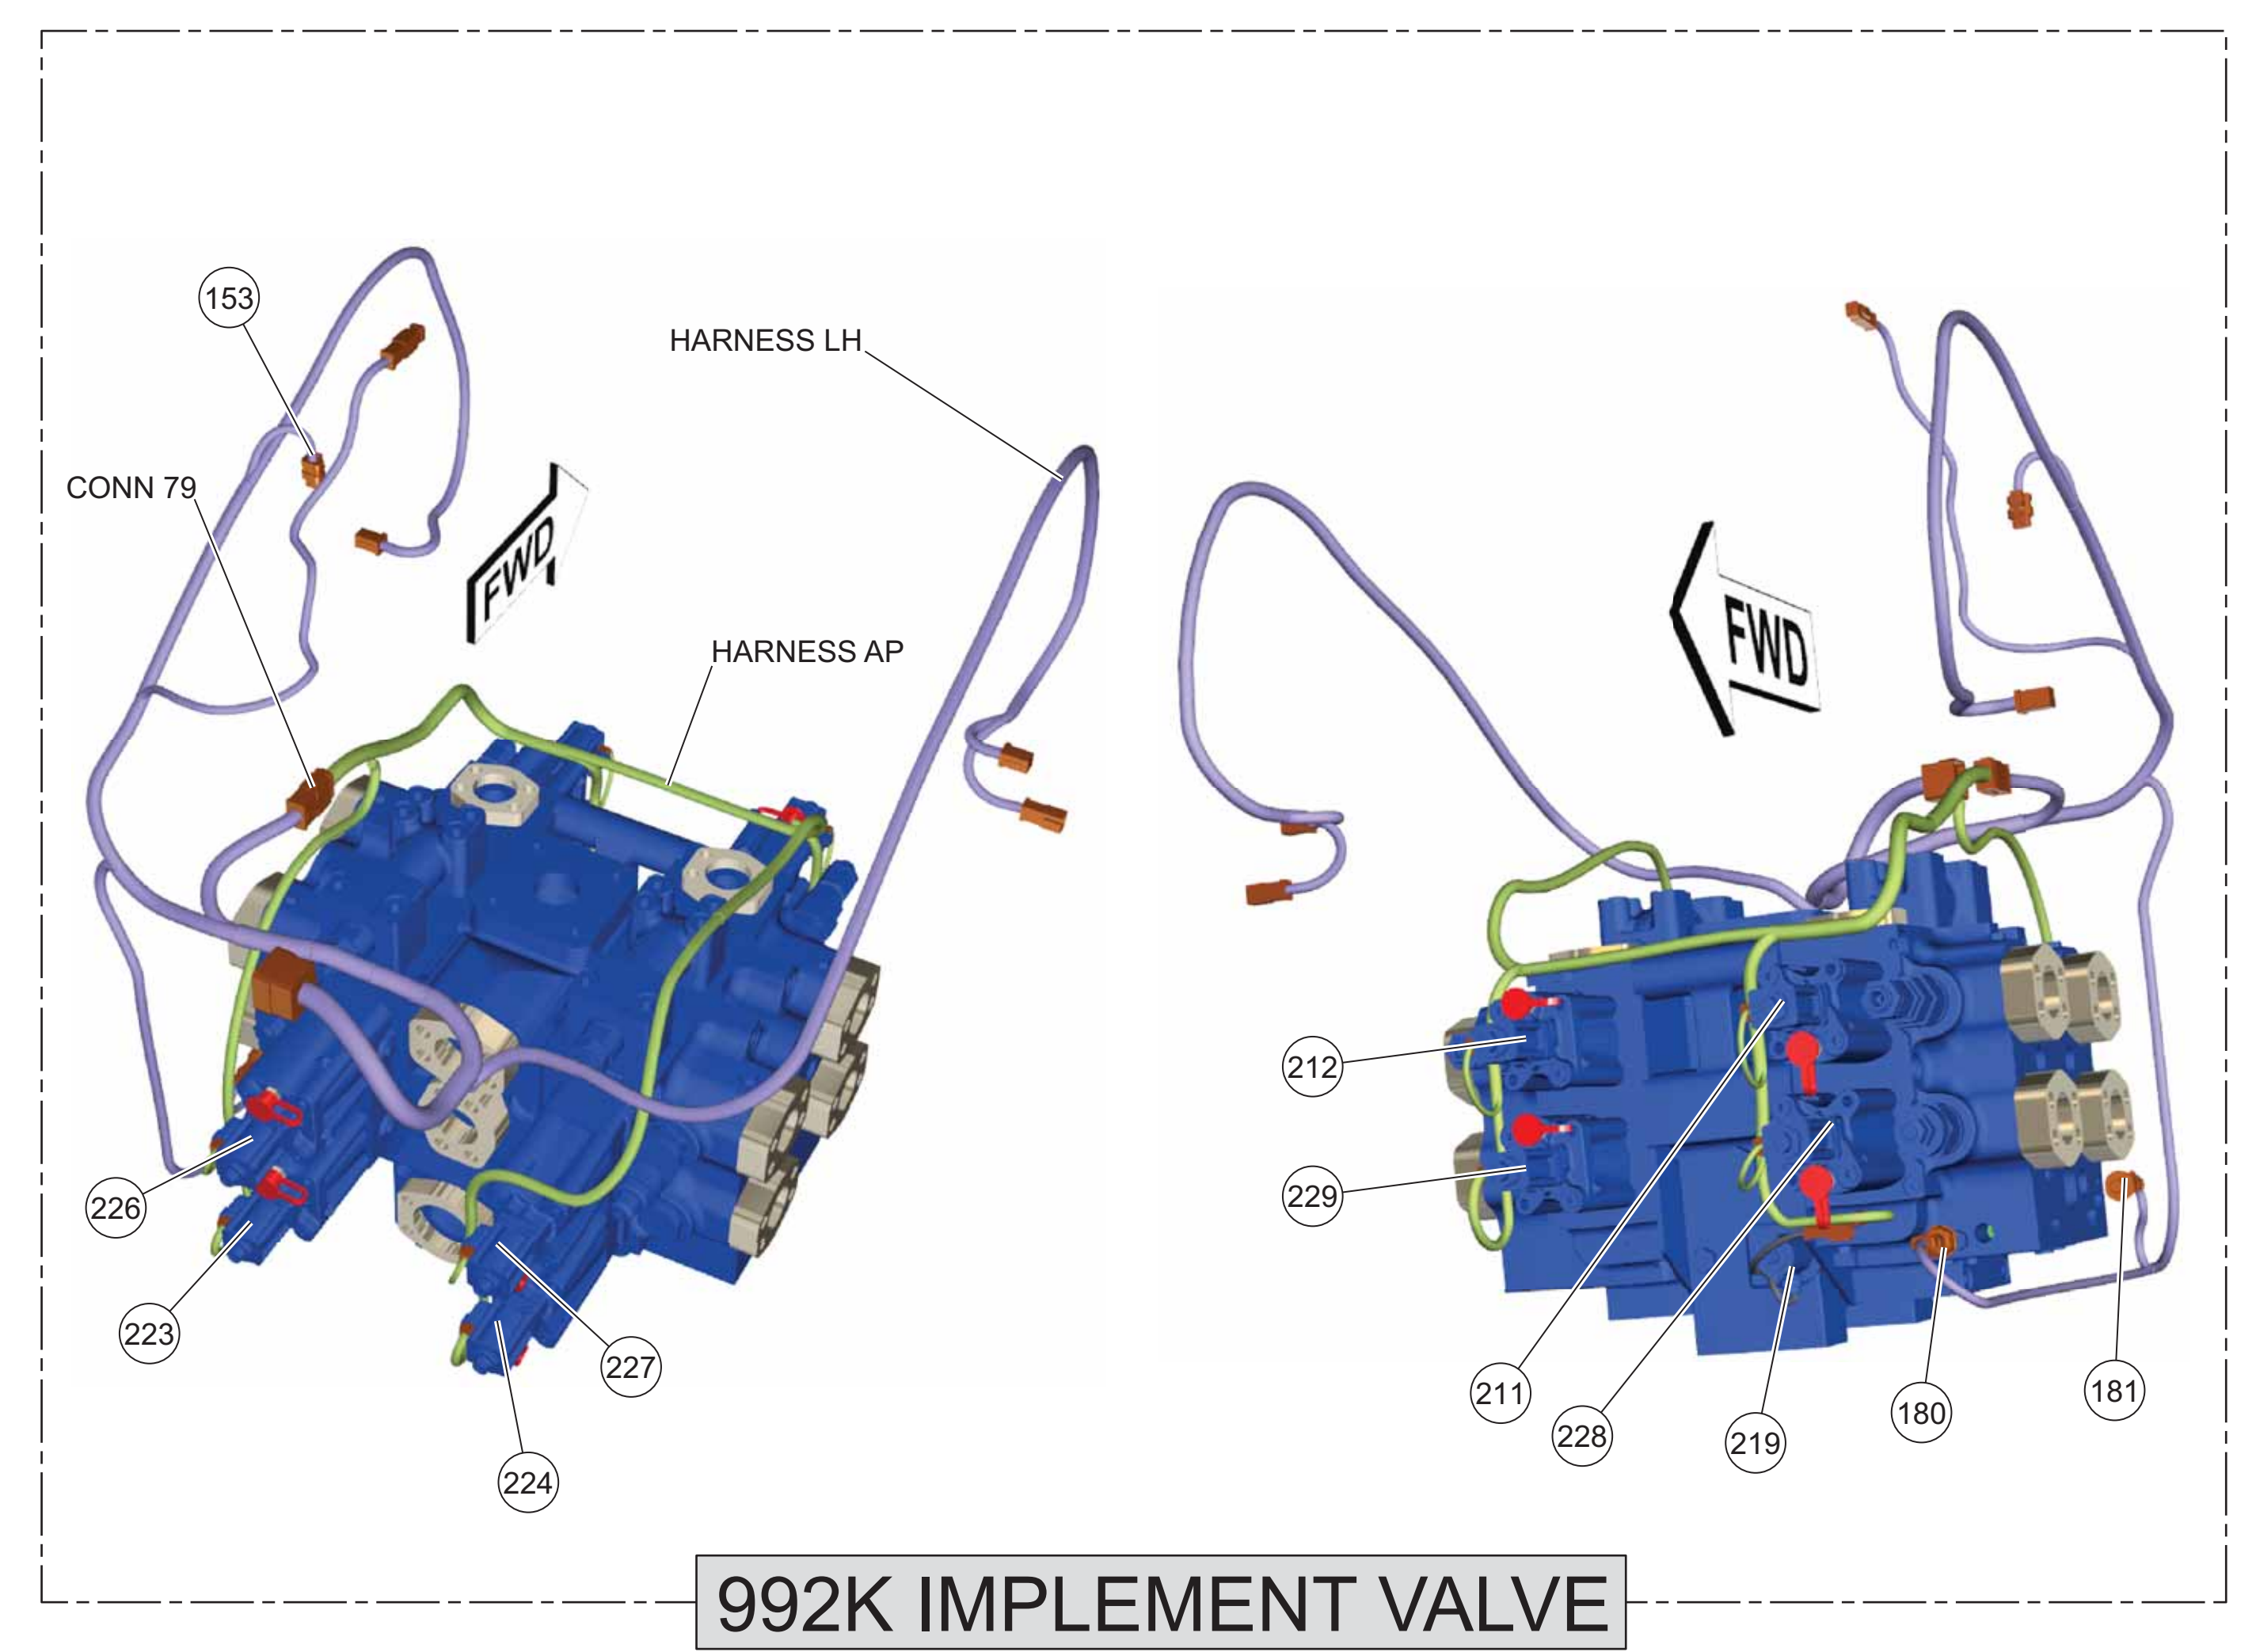 153
HARNESS LH
CONN 79
FWD
HARNESS AP
FWD
212
226
229
181
223
227
211
180
228
219
224
992K IMPLEMENT VALVE